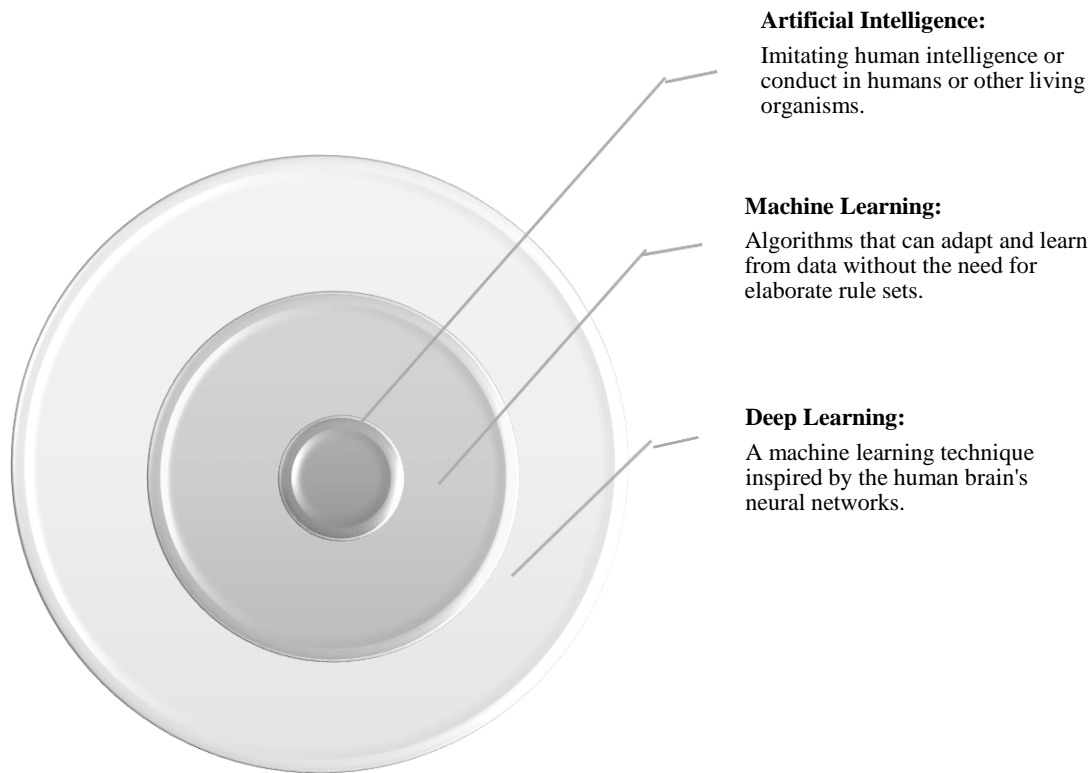 Artificial Intelligence:
Imitating human intelligence or
conduct in humans or other living
organisms.
Machine Learning:
Algorithms that can adapt and learn
from data without the need for
elaborate rule sets.
Deep Learning:
A machine learning technique
inspired by the human brain's
neural networks.